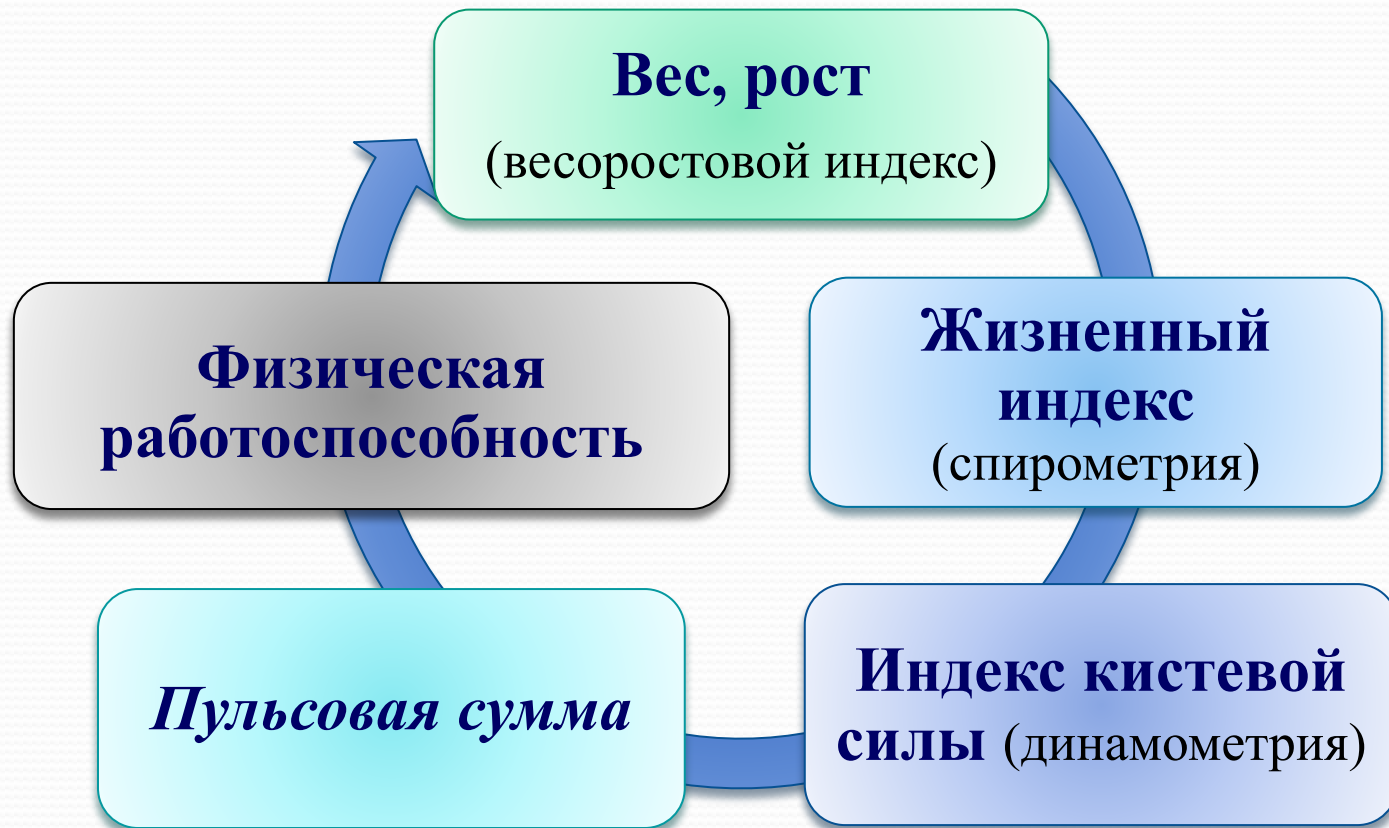 Вес, рост
(весоростовой индекс)
Жизненный
индекс
(спирометрия)
Индекс кистевой
силы (динамометрия)
Пульсовая сумма
Физическая
работоспособность